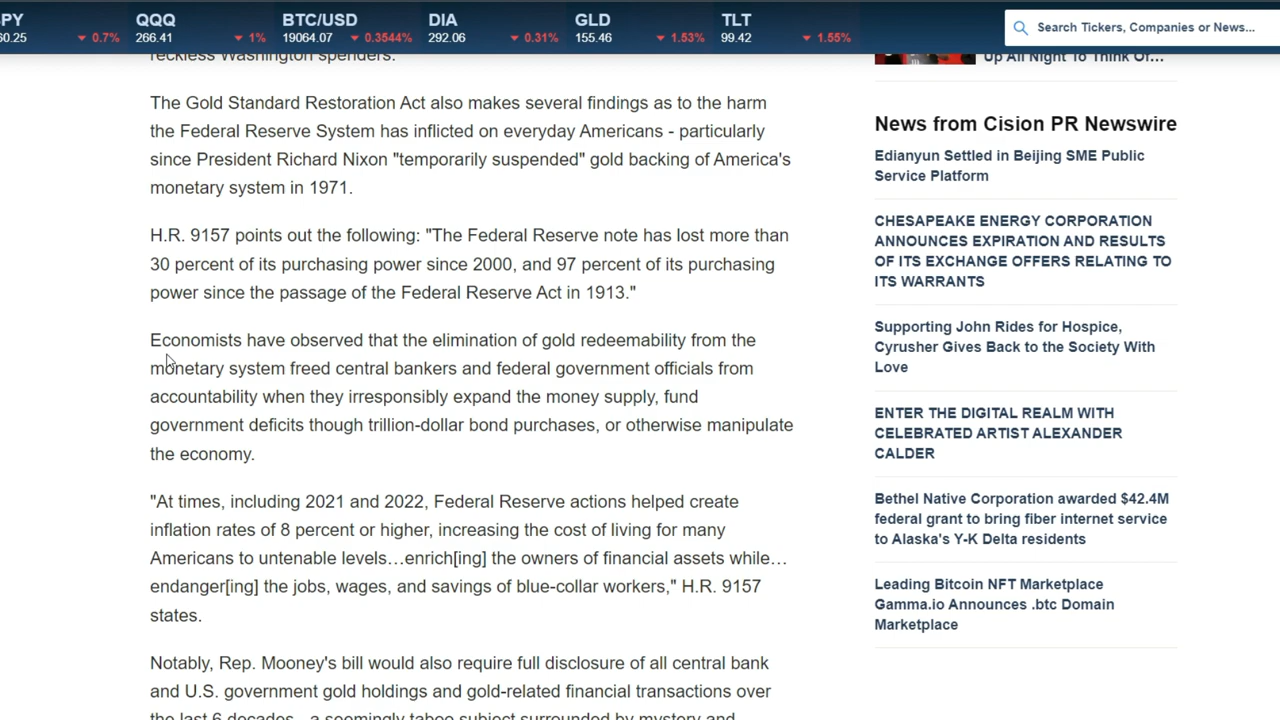 PY
60.25
0.7%
QQQ
266.41
1%
BTC/USD
19064.07
0.3544%
DIA
292.06
0.31%
GLD
155.46
1.53%
TLT
99.42
1.55%
Search Tickers, Companies or News...
reckless Washington spenders.
The Gold Standard Restoration Act also makes several findings as to the harm
the Federal Reserve System has inflicted on everyday Americans - particularly
since President Richard Nixon "temporarily suspended" gold backing of America's
monetary system in 1971.
H.R. 9157 points out the following: "The Federal Reserve note has lost more than
30 percent of its purchasing power since 2000, and 97 percent of its purchasing
power since the passage of the Federal Reserve Act in 1913."
Economists have observed that the elimination of gold redeemability from the
monetary system freed central bankers and federal government officials from
accountability when they irresponsibly expand the money supply, fund
government deficits though trillion-dollar bond purchases, or otherwise manipulate
the economy.
"At times, including 2021 and 2022, Federal Reserve actions helped create
inflation rates of 8 percent or higher, increasing the cost of living for many
Americans to untenable levels…enrich[ing] the owners of financial assets while…
endanger[ing] the jobs, wages, and savings of blue-collar workers," H.R. 9157
states.
Notably, Rep. Mooney's bill would also require full disclosure of all central bank
and U.S. government gold holdings and gold-related financial transactions over
the last 6 decades - a seemingly taboo subject surrounded by mystery and
Up All Night To Think Of...
News from Cision PR Newswire
Edianyun Settled in Beijing SME Public
Service Platform
CHESAPEAKE ENERGY CORPORATION
ANNOUNCES EXPIRATION AND RESULTS
OF ITS EXCHANGE OFFERS RELATING TO
ITS WARRANTS
Supporting John Rides for Hospice,
Cyrusher Gives Back to the Society With
Love
ENTER THE DIGITAL REALM WITH
CELEBRATED ARTIST ALEXANDER
CALDER
Bethel Native Corporation awarded $42.4M
federal grant to bring fiber internet service
to Alaska's Y-K Delta residents
Leading Bitcoin NFT Marketplace
Gamma.io Announces .btc Domain
Marketplace